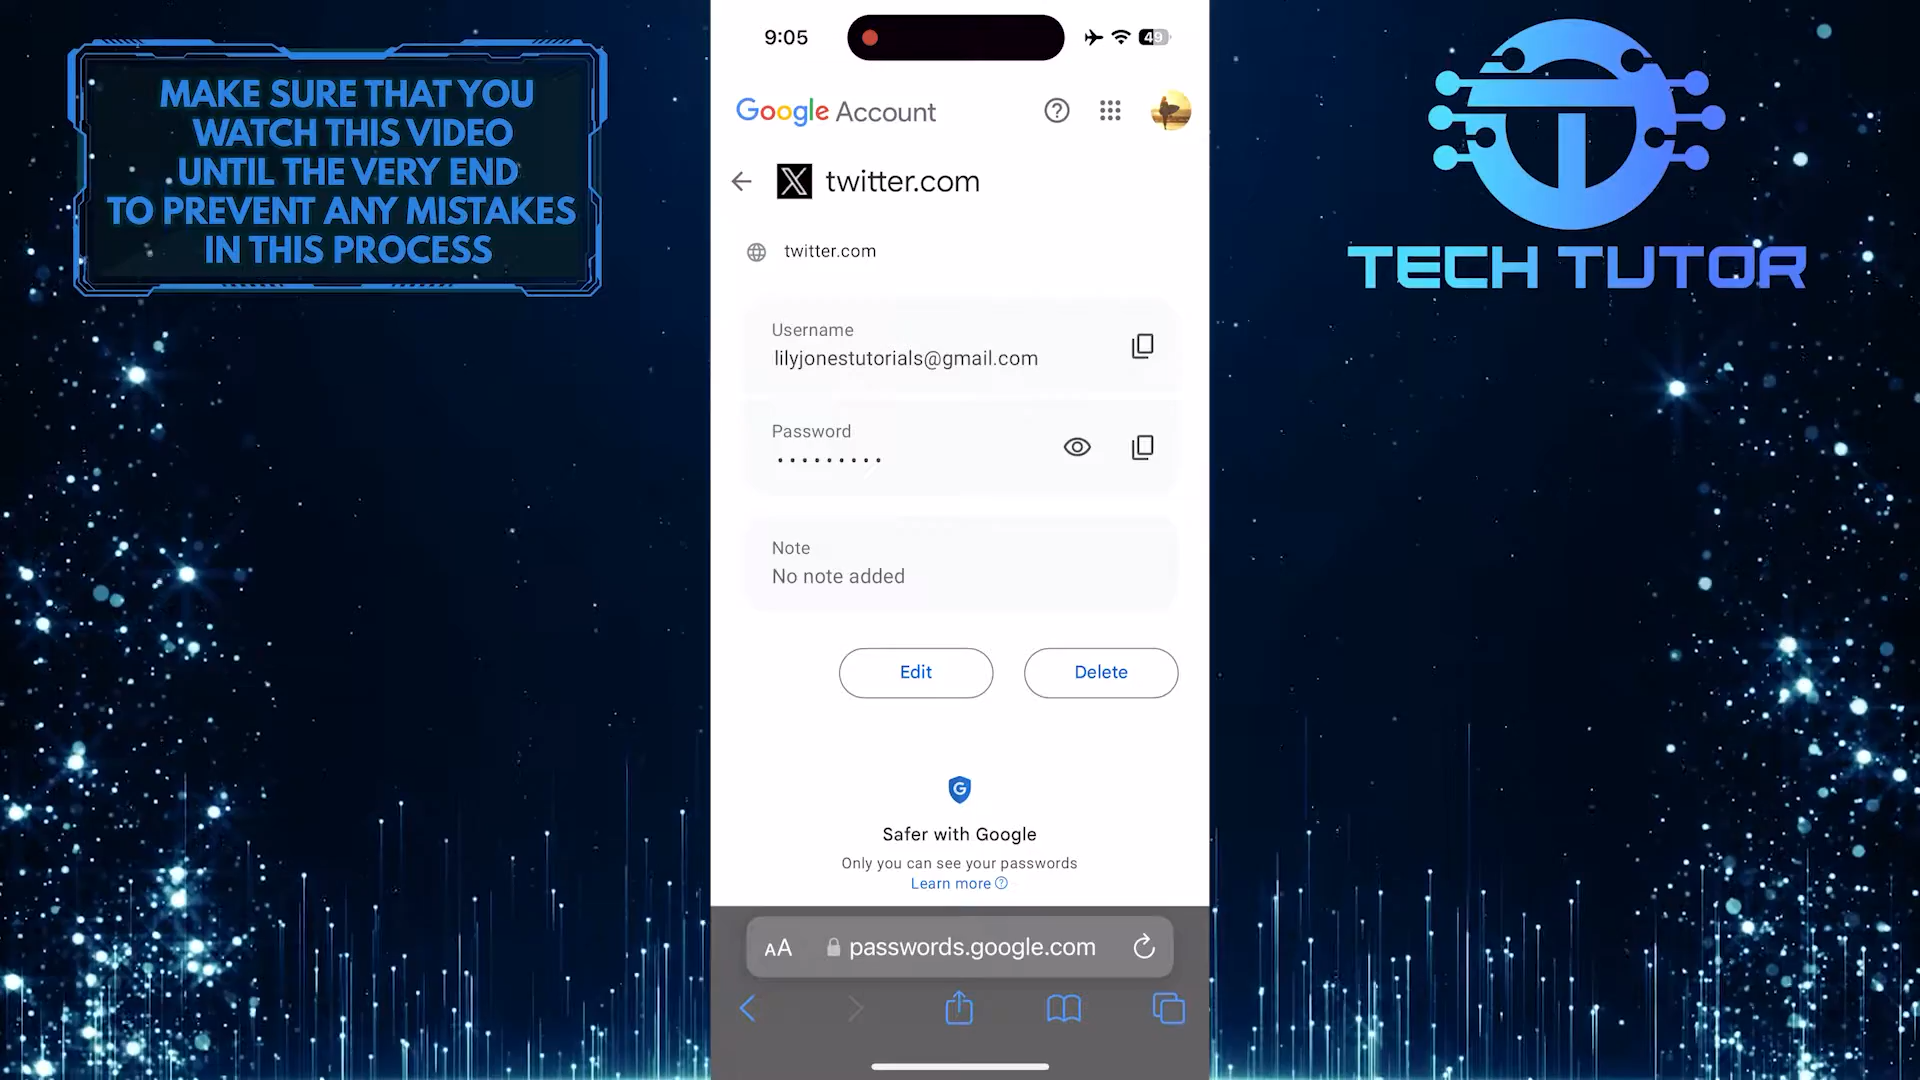 MAKE SURE THAT YOU
WATCH THIS VIDEO
UNTIL THE VERY END
TO PREVENT ANY MISTAKES
IN THIS PROCESS
9:05
49
Google Account
twitter.com
twitter.com
Username
lilyjonestutorials@gmail.com
Password
Note
No note added
Edit
Delete
G
Safer with Google
Only you can see your passwords
Learn more
AA
passwords.google.com
TECH TUTOR